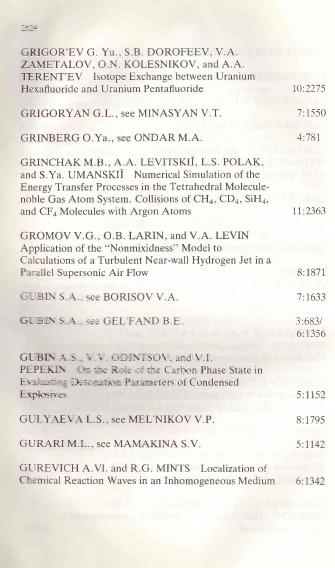 GRIGOR'EV G. Yu., S.B. DOROFEEV, V.A.
ZAMETALOV, O.N. KOLESNIKOV, and A.A.
TERENT'EV Isotope Exchange between Uranium
Hexafluoride and Uranium Pentafluoride 10:2275
GRIGORYAN G.L., see MINASYAN V.T. 7:1550
GRINBERG O.Ya., see ONDAR M.A. 4:781
GRINCHAK M.B., A.A. LEVITSKIĬ, L.S. POLAK,
and S.Ya. UMANSKIĬ Numerical Simulation of the
Energy Transfer Processes in the Tetrahedral Molecule-
noble Gas Atom System. Collisions of CH₄, CD₄, SiH₄,
and CF₄ Molecules with Argon Atoms 11:2363
GROMOV V.G., O.B. LARIN, and V.A. LEVIN
Application of the "Nonmixidness" Model to
Calculations of a Turbulent Near-wall Hydrogen Jet in a
Parallel Supersonic Air Flow 8:1871
GUBIN S.A., see BORISOV V.A. 7:1633
GUBIN S.A., see GEL'FAND B.E. 3:683/
6:1356
GUBIN A.S., V.V. ODINTSOV, and V.I.
PEPEKIN On the Role of the Carbon Phase State in
Evaluating Detonation Parameters of Condensed
Explosives 5:1152
GULYAEVA L.S., see MEL'NIKOV V.P. 8:1795
GURARI M.L., see MAMAKINA S.V. 5:1142
GUREVICH A.VI. and R.G. MINTS Localization of
Chemical Reaction Waves in an Inhomogeneous Medium 6:1342